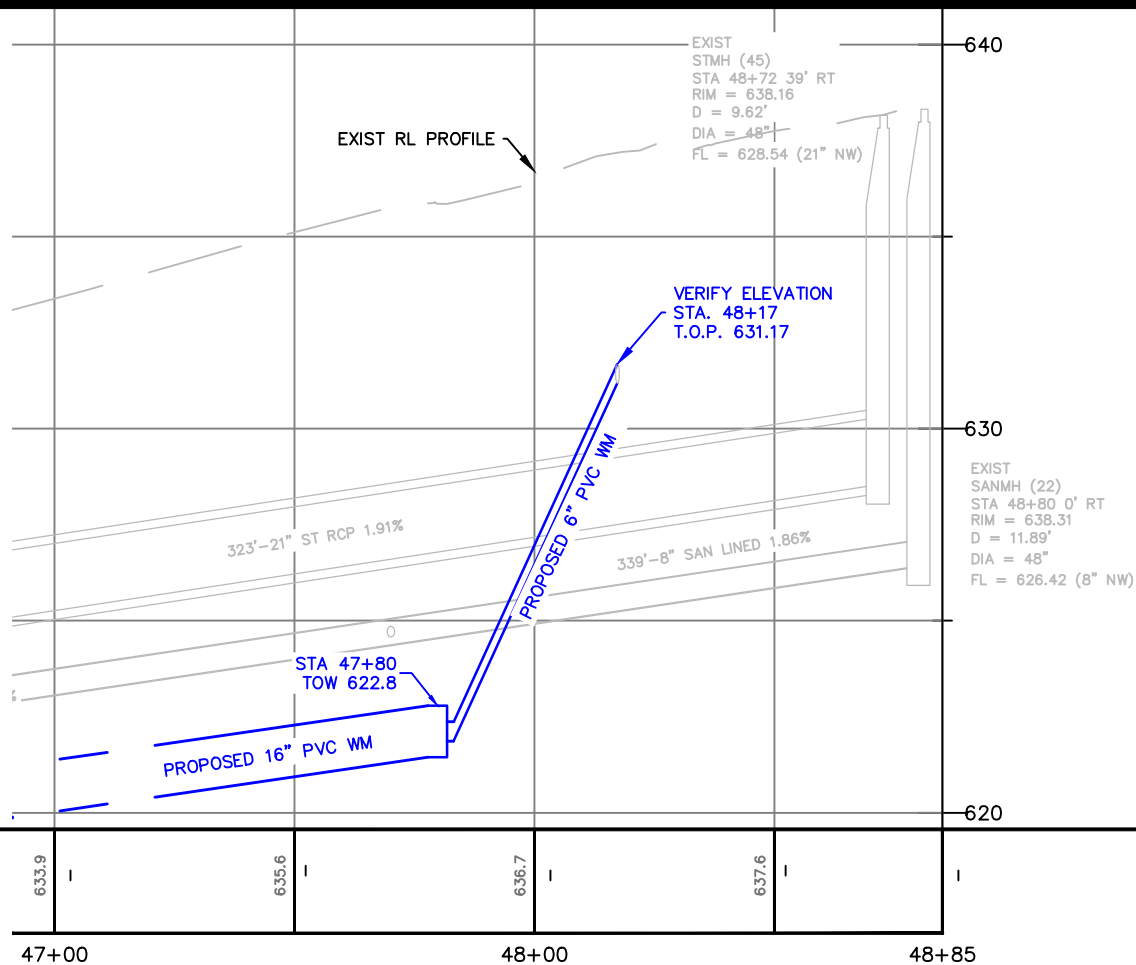 EXIST
STMH (45)
STA 48+72 39' RT
RIM = 638.16
D = 9.62'
DIA = 48"
FL = 628.54 (21" NW)
640
EXIST RL PROFILE
VERIFY ELEVATION
STA. 48+17
T.O.P. 631.17
630
EXIST
SANMH (22)
STA 48+80 0' RT
RIM = 638.31
D = 11.89'
DIA = 48"
FL = 626.42 (8" NW)
323'-21" ST RCP 1.91%
339'-8" SAN LINED 1.86%
PROPOSED 6" PVC WM
%
STA 47+80
TOW 622.8
PROPOSED 16" PVC WM
620
633.9
635.6
636.7
637.6
47+00
48+00
48+85